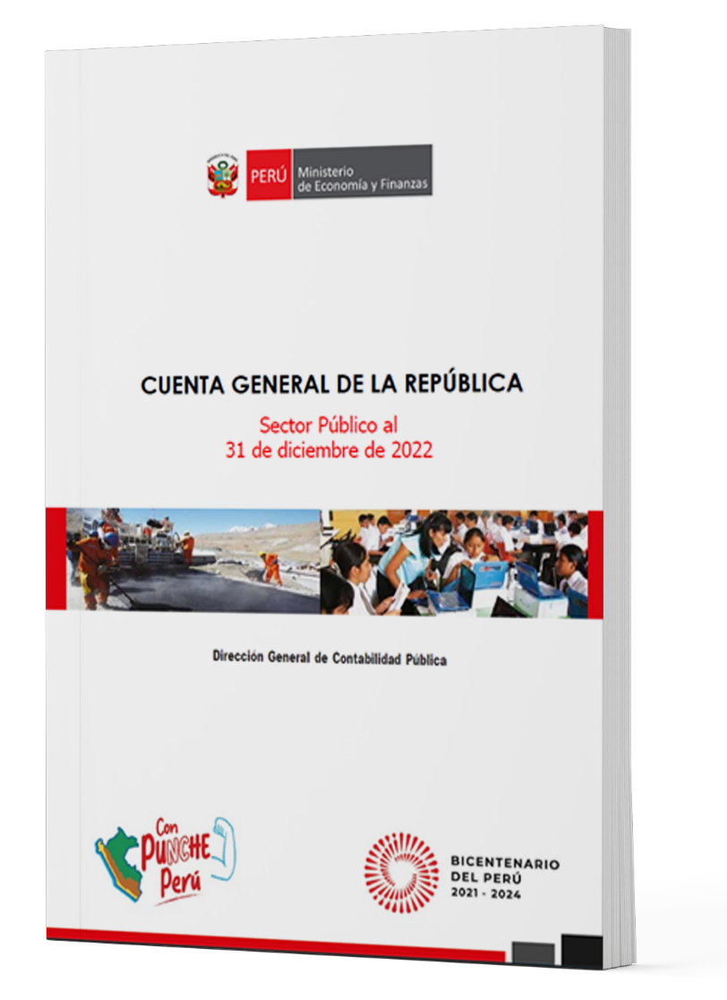 PERÚ
Ministerio
de Economía y Finanzas
CUENTA GENERAL DE LA REPÚBLICA
Sector Público al
31 de diciembre de 2022
Dirección General de Contabilidad Pública
Con
PUNCHE
Perú
BICENTENARIO
DEL PERÚ
2021 - 2024